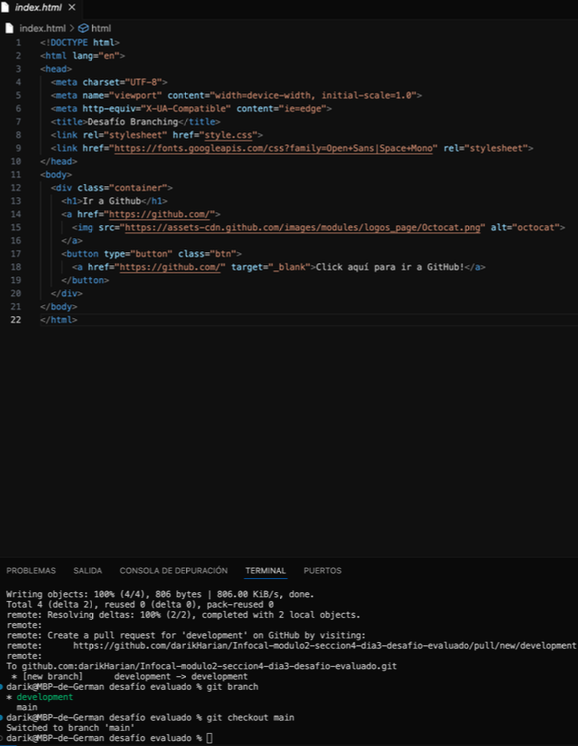 index.html ×
index.html > html
1 <!DOCTYPE html>
2 <html lang="en">
3 <head>
4 <meta charset="UTF-8">
5 <meta name="viewport" content="width=device-width, initial-scale=1.0">
6 <meta http-equiv="X-UA-Compatible" content="ie=edge">
7 <title>Desafío Branching</title>
8 <link rel="stylesheet" href="style.css">
9 <link href="https://fonts.googleapis.com/css?family=Open+Sans|Space+Mono" rel="stylesheet">
10 </head>
11 <body>
12 <div class="container">
13 <h1>Ir a Github</h1>
14 <a href="https://github.com/">
15 <img src="https://assets-cdn.github.com/images/modules/logos_page/Octocat.png" alt="octocat">
16 </a>
17 <button type="button" class="btn">
18 <a href="https://github.com/" target="_blank">Click aquí para ir a GitHub!</a>
19 </button>
20 </div>
21 </body>
22 </html>
PROBLEMAS SALIDA CONSOLA DE DEPURACIÓN TERMINAL PUERTOS
Writing objects: 100% (4/4), 806 bytes | 806.00 KiB/s, done.
Total 4 (delta 2), reused 0 (delta 0), pack-reused 0
remote: Resolving deltas: 100% (2/2), completed with 2 local objects.
remote:
remote: Create a pull request for 'development' on GitHub by visiting:
remote: https://github.com/darikHarian/Infocal-modulo2-seccion4-dia3-desafio-evaluado/pull/new/development
remote:
To github.com:darikHarian/Infocal-modulo2-seccion4-dia3-desafio-evaluado.git
* [new branch] development -> development
darik@MBP-de-German desafío evaluado % git branch
* development
main
darik@MBP-de-German desafío evaluado % git checkout main
Switched to branch 'main'
darik@MBP-de-German desafío evaluado %